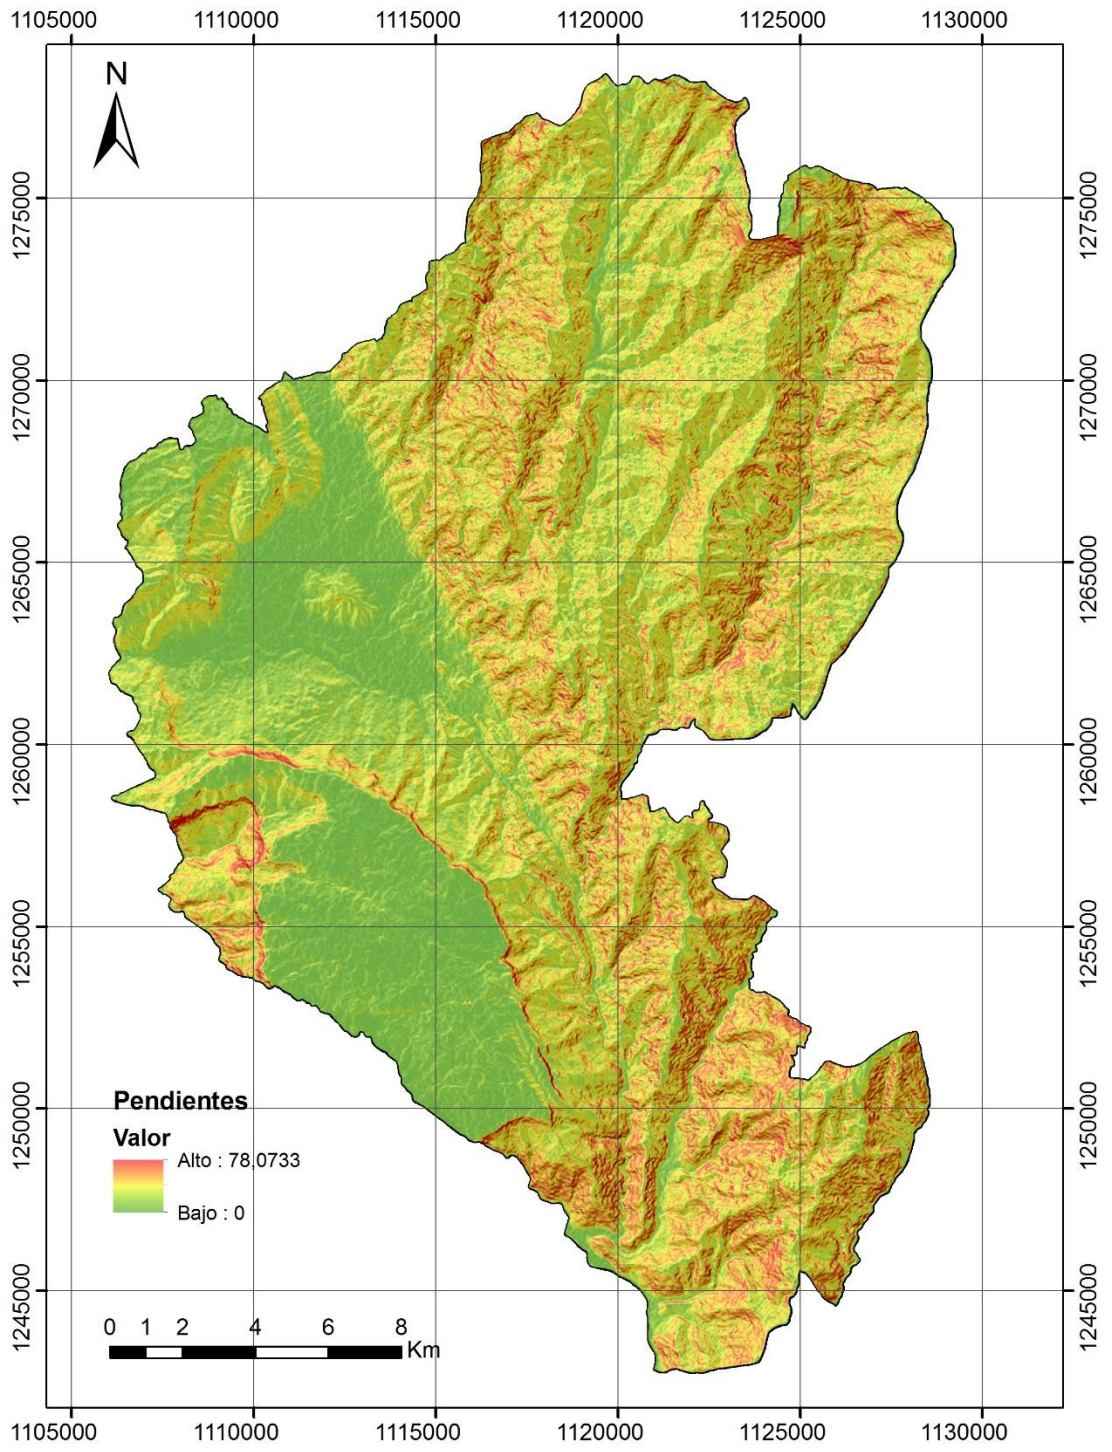 1105000 1110000 1115000 1120000 1125000 1130000
N
1275000 1275000
1270000 1270000
1265000 1265000
1260000 1260000
1255000 1255000
1250000 1250000
1245000 1245000
Pendientes
Valor
Alto : 78,0733
Bajo : 0
0 1 2 4 6 8
Km
1105000 1110000 1115000 1120000 1125000 1130000